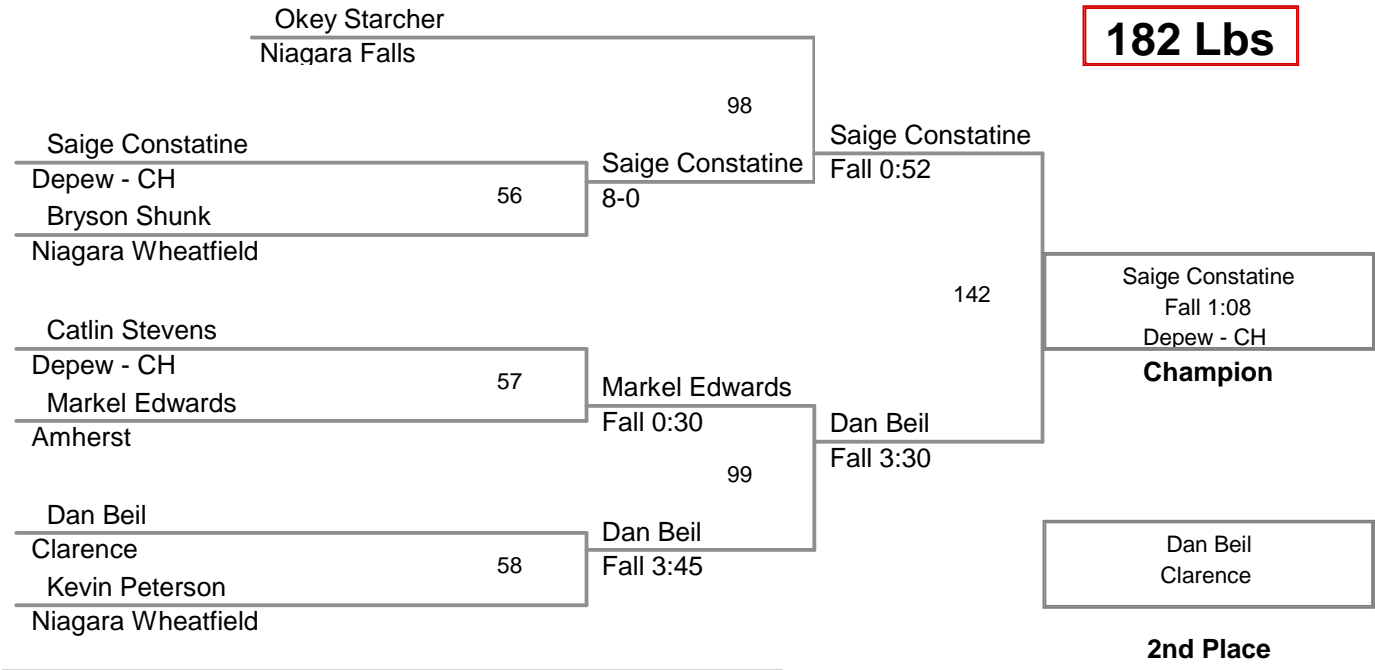 Okey Starcher
182 Lbs
Niagara Falls
98
Saige Constatine
Depew - CH
56
Bryson Shunk
Niagara Wheatfield
Saige Constatine
8-0
Saige Constatine
Fall 0:52
Catlin Stevens
Depew - CH
57
Markel Edwards
Amherst
Markel Edwards
Fall 0:30
99
Dan Beil
Fall 3:30
Dan Beil
Clarence
58
Kevin Peterson
Niagara Wheatfield
Dan Beil
Fall 3:45
142
Saige Constatine
Fall 1:08
Depew - CH
Champion
Dan Beil
Clarence
2nd Place